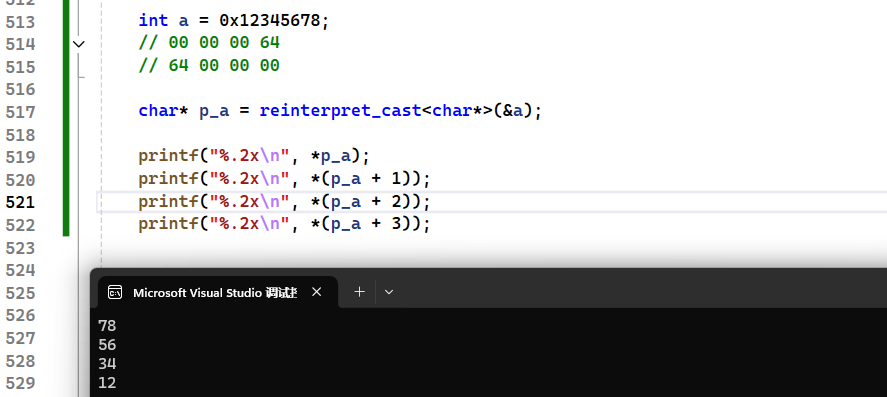 512
513 int a = 0x12345678;
514 // 00 00 00 64
515 // 64 00 00 00
516
517 char* p_a = reinterpret_cast<char*>(&a);
518
519 printf("%.2x\n", *p_a);
520 printf("%.2x\n", *(p_a + 1));
521 printf("%.2x\n", *(p_a + 2));
522 printf("%.2x\n", *(p_a + 3));
523
524
525
526
527
528
529
Microsoft Visual Studio 调试
78
56
34
12